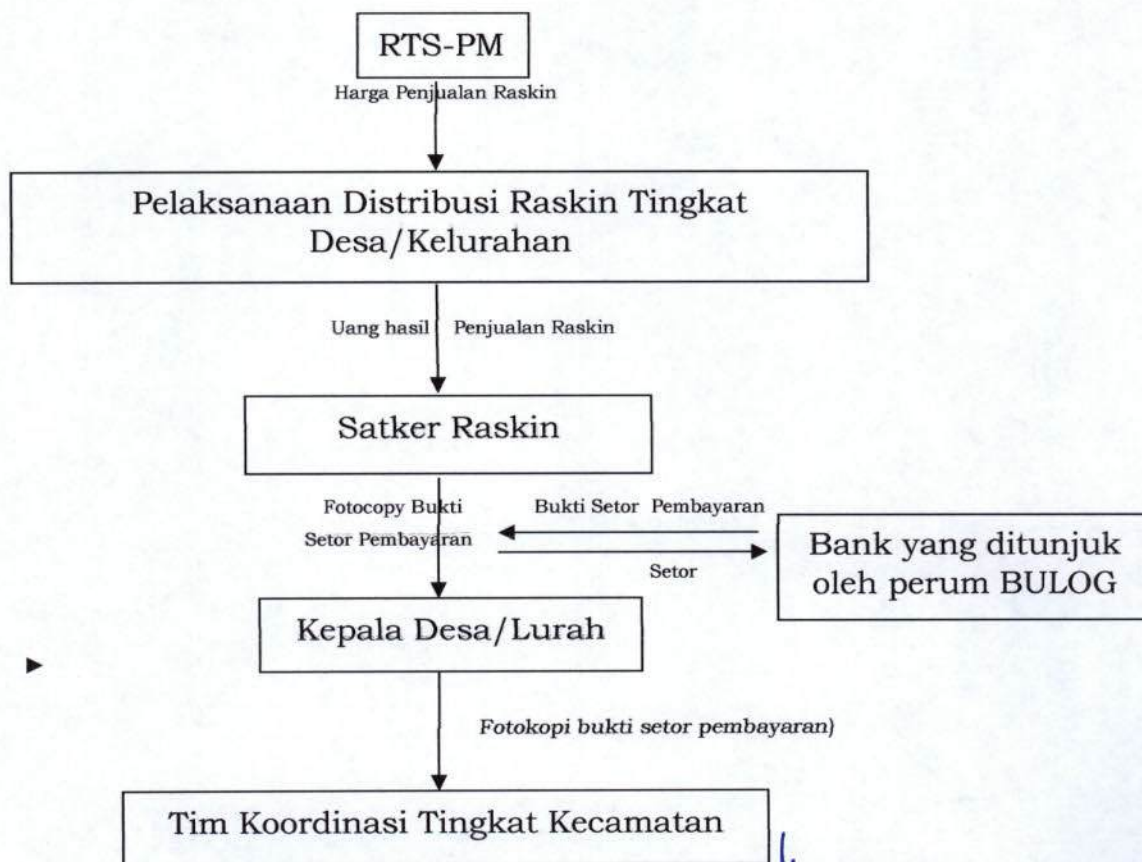 RTS-PM
Harga Penjualan Raskin
Pelaksanaan Distribusi Raskin Tingkat
Desa/Kelurahan
Uang hasil Penjualan Raskin
Satker Raskin
Fotocopy Bukti
Setor Pembayaran
Bukti Setor Pembayaran
Setor
Bank yang ditunjuk
oleh perum BULOG
Kepala Desa/Lurah
Fotokopi bukti setor pembayaran)
Tim Koordinasi Tingkat Kecamatan